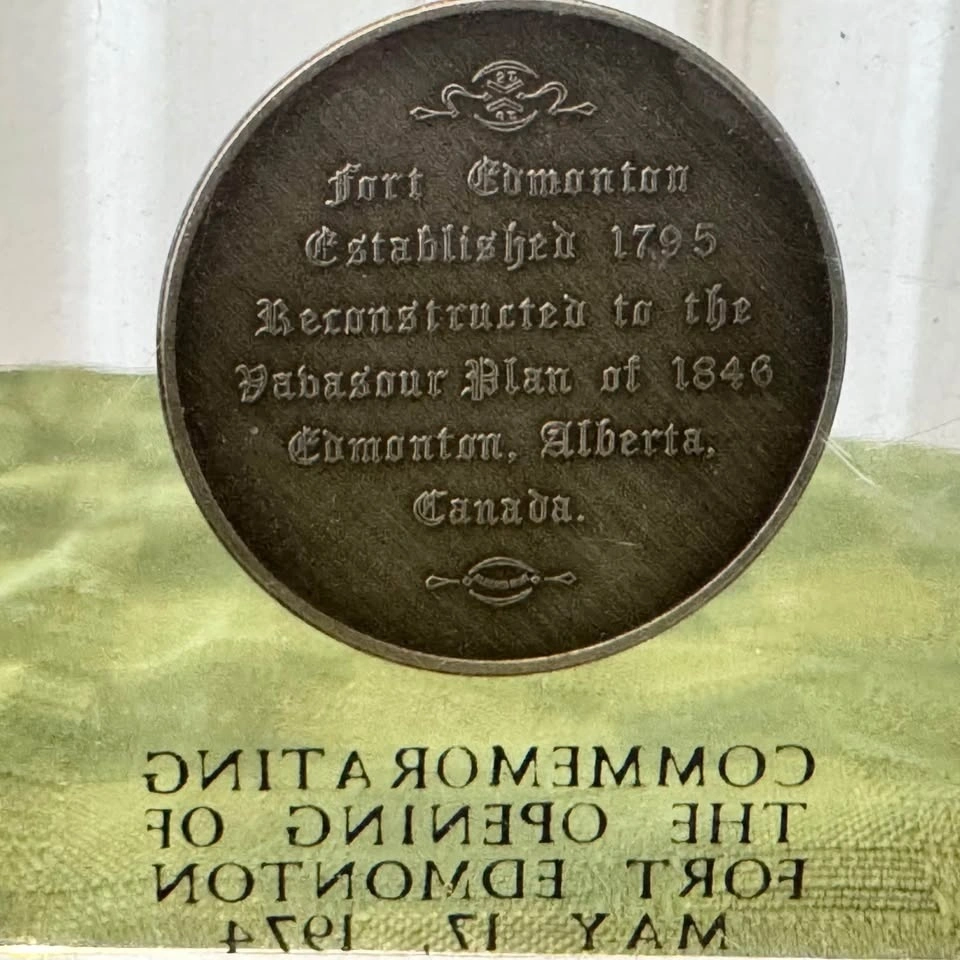 Fort Edmonton
Established 1795
Reconstructed to the
Vavasour Plan of 1846
Edmonton, Alberta,
Canada.
COMMEMORATING
THE OPENING OF
FORT EDMONTON
MAY 17, 1974